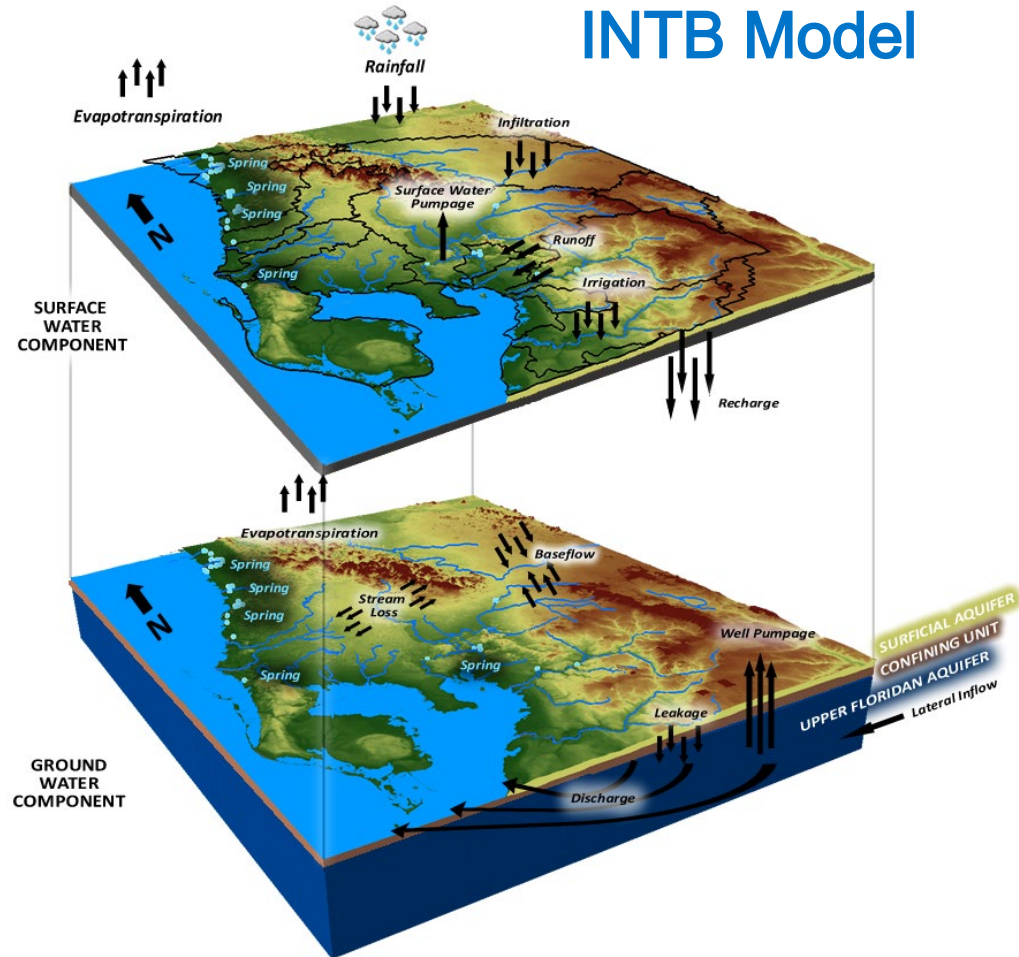 INTB Model
Rainfall
Evapotranspiration
Infiltration
Spring
Spring
Spring
Surface Water
Pumpage
Runoff
Spring
Irrigation
N
SURFACE
WATER
COMPONENT
Recharge
Evapotranspiration
Baseflow
Spring
Spring
Spring
Stream
Loss
N
Well Pumpage
SURFICIAL AQUIFER
CONFINING UNIT
UPPER FLORIDAN AQUIFER
Lateral Inflow
Spring
Spring
Leakage
GROUND
WATER
COMPONENT
Discharge